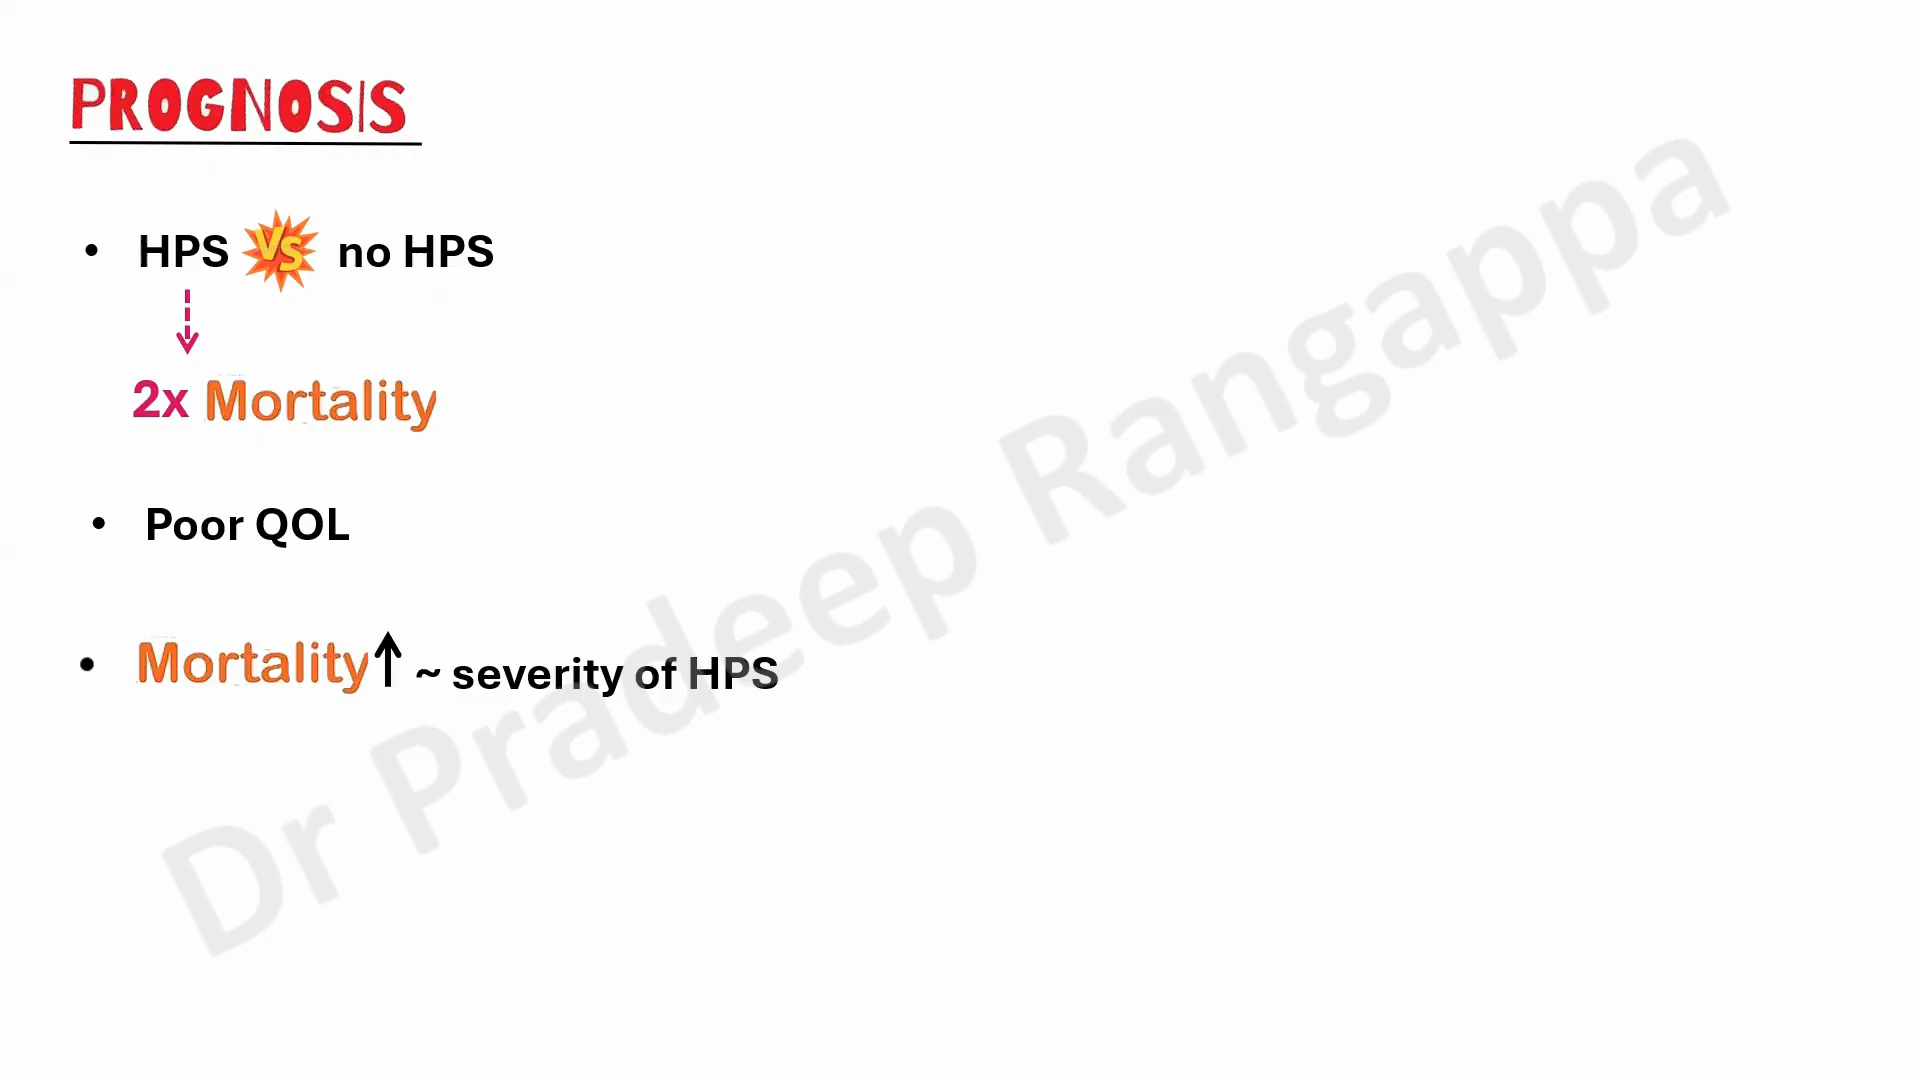 PROGNOSIS
• HPS VS no HPS
2x Mortality
• Poor QOL
• Mortality↑ ~ severity of HPS
Dr Pradeep Rangappa